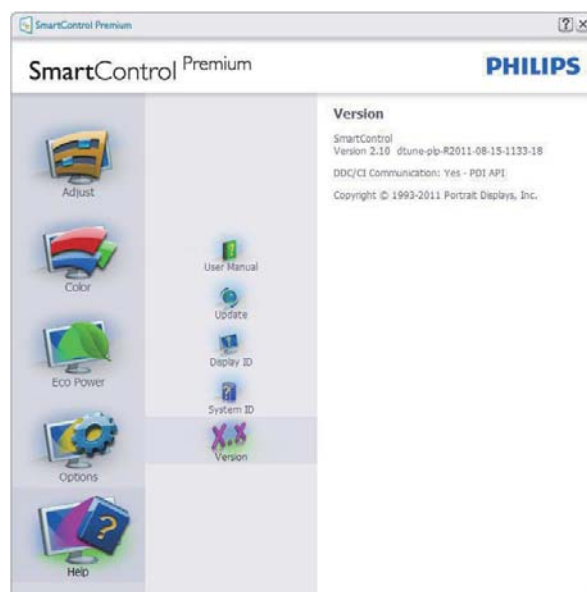 SmartControl Premium
? X
SmartControl Premium
PHILIPS
Adjust
Color
Eco Power
Options
Help
User Manual
Update
Display ID
System ID
X.X
Version
Version
SmartControl
Version 2.10 dtune-plp-R2011-08-15-1133-18
DDC/CI Communication: Yes - PDI API
Copyright © 1993-2011 Portrait Displays, Inc.